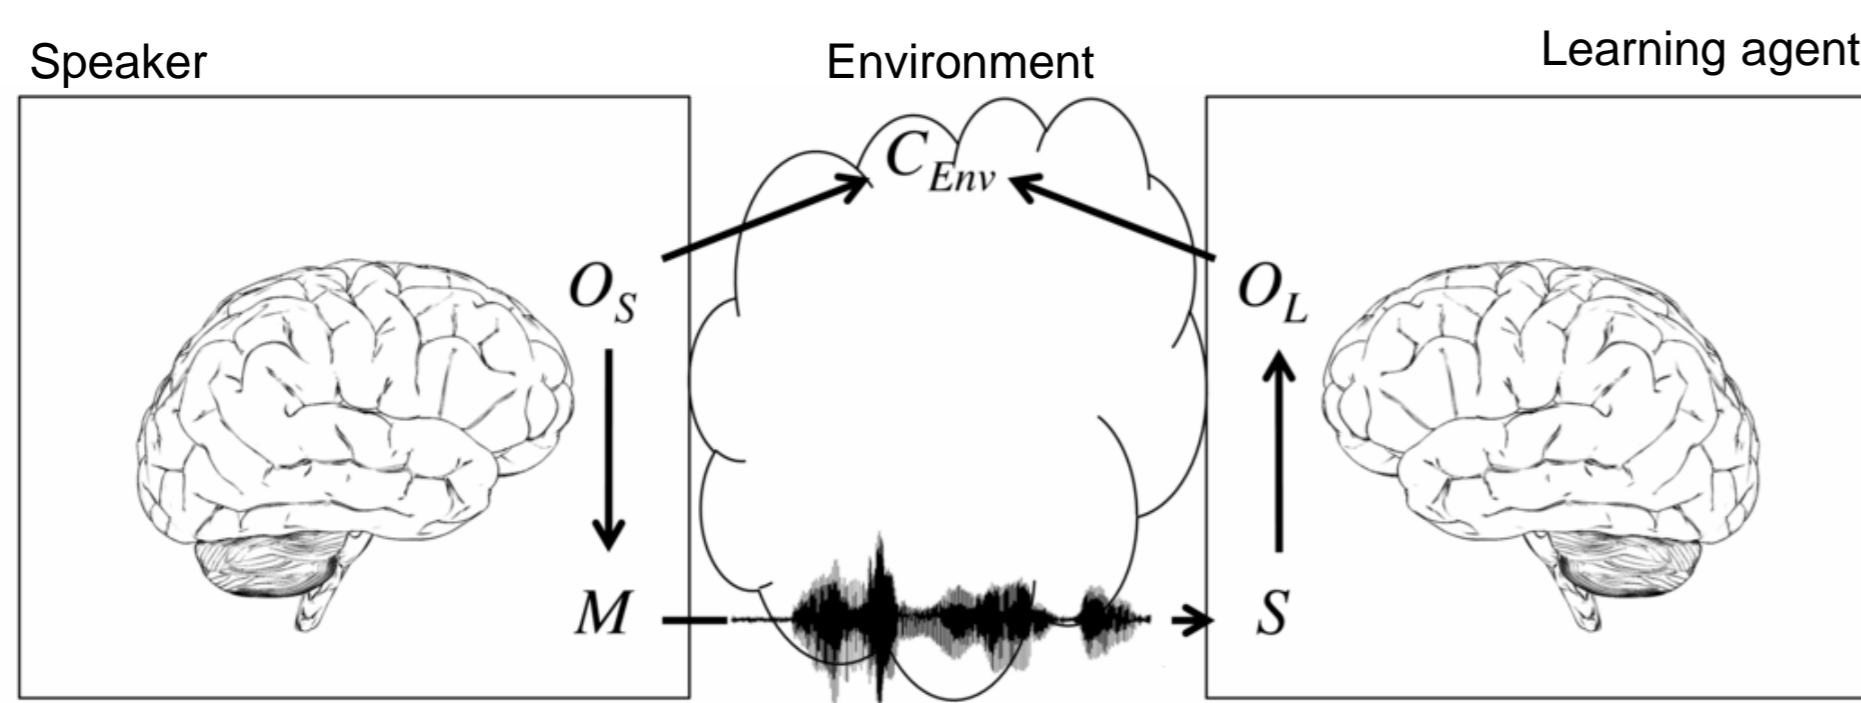 Speaker
Environment
Learning agent
C_Env
O_S
O_L
M
S